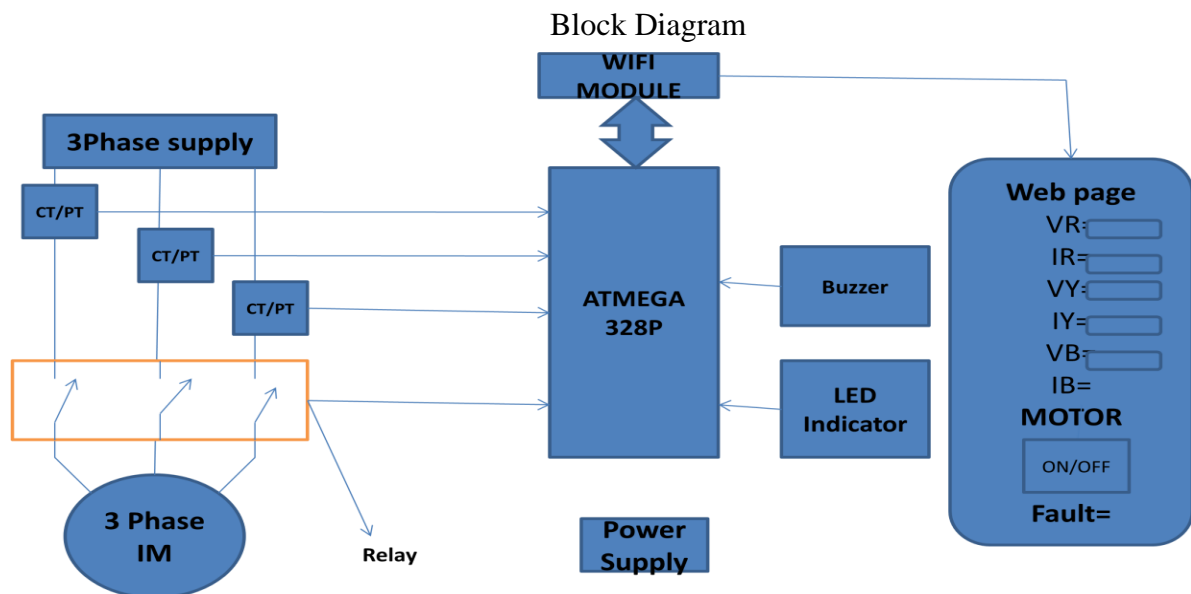 Block Diagram
WIFI
MODULE
3Phase supply
CT/PT
CT/PT
CT/PT
ATMEGA
328P
Buzzer
LED
Indicator
Web page
VR=
IR=
VY=
IY=
VB=
IB=
MOTOR
ON/OFF
Fault=
3 Phase
IM
Relay
Power
Supply